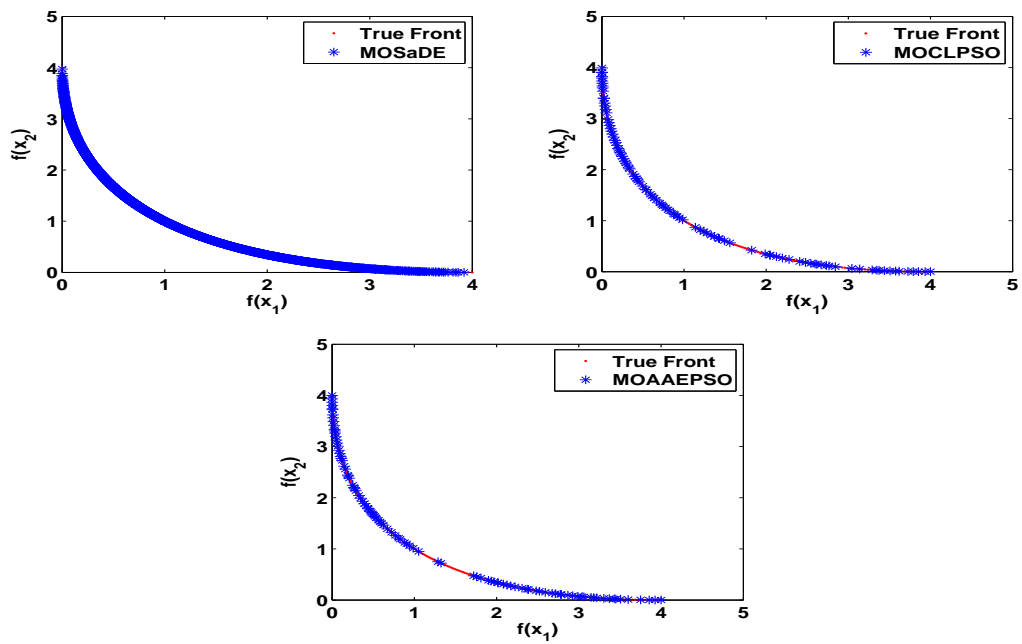 5
4
3
2
1
0
0 1 2 3 4
f(x₂)
f(x₁)
True Front
MOSaDE
5
4
3
2
1
0
0 1 2 3 4 5
f(x₂)
f(x₁)
True Front
MOCLPSO
5
4
3
2
1
0
0 1 2 3 4 5
f(x₂)
f(x₁)
True Front
MOAAEPSO